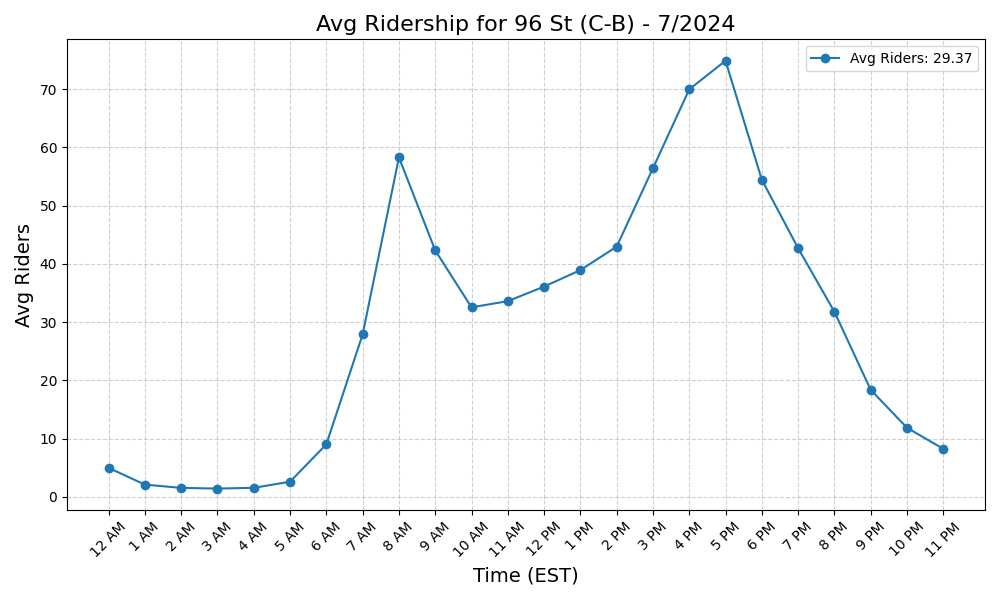 Avg Ridership for 96 St (C-B) - 7/2024
Avg Riders: 29.37
Avg Riders
70
60
50
40
30
20
10
0
12 AM
1 AM
2 AM
3 AM
4 AM
5 AM
6 AM
7 AM
8 AM
9 AM
10 AM
11 AM
12 PM
1 PM
2 PM
3 PM
4 PM
5 PM
6 PM
7 PM
8 PM
9 PM
10 PM
11 PM
Time (EST)